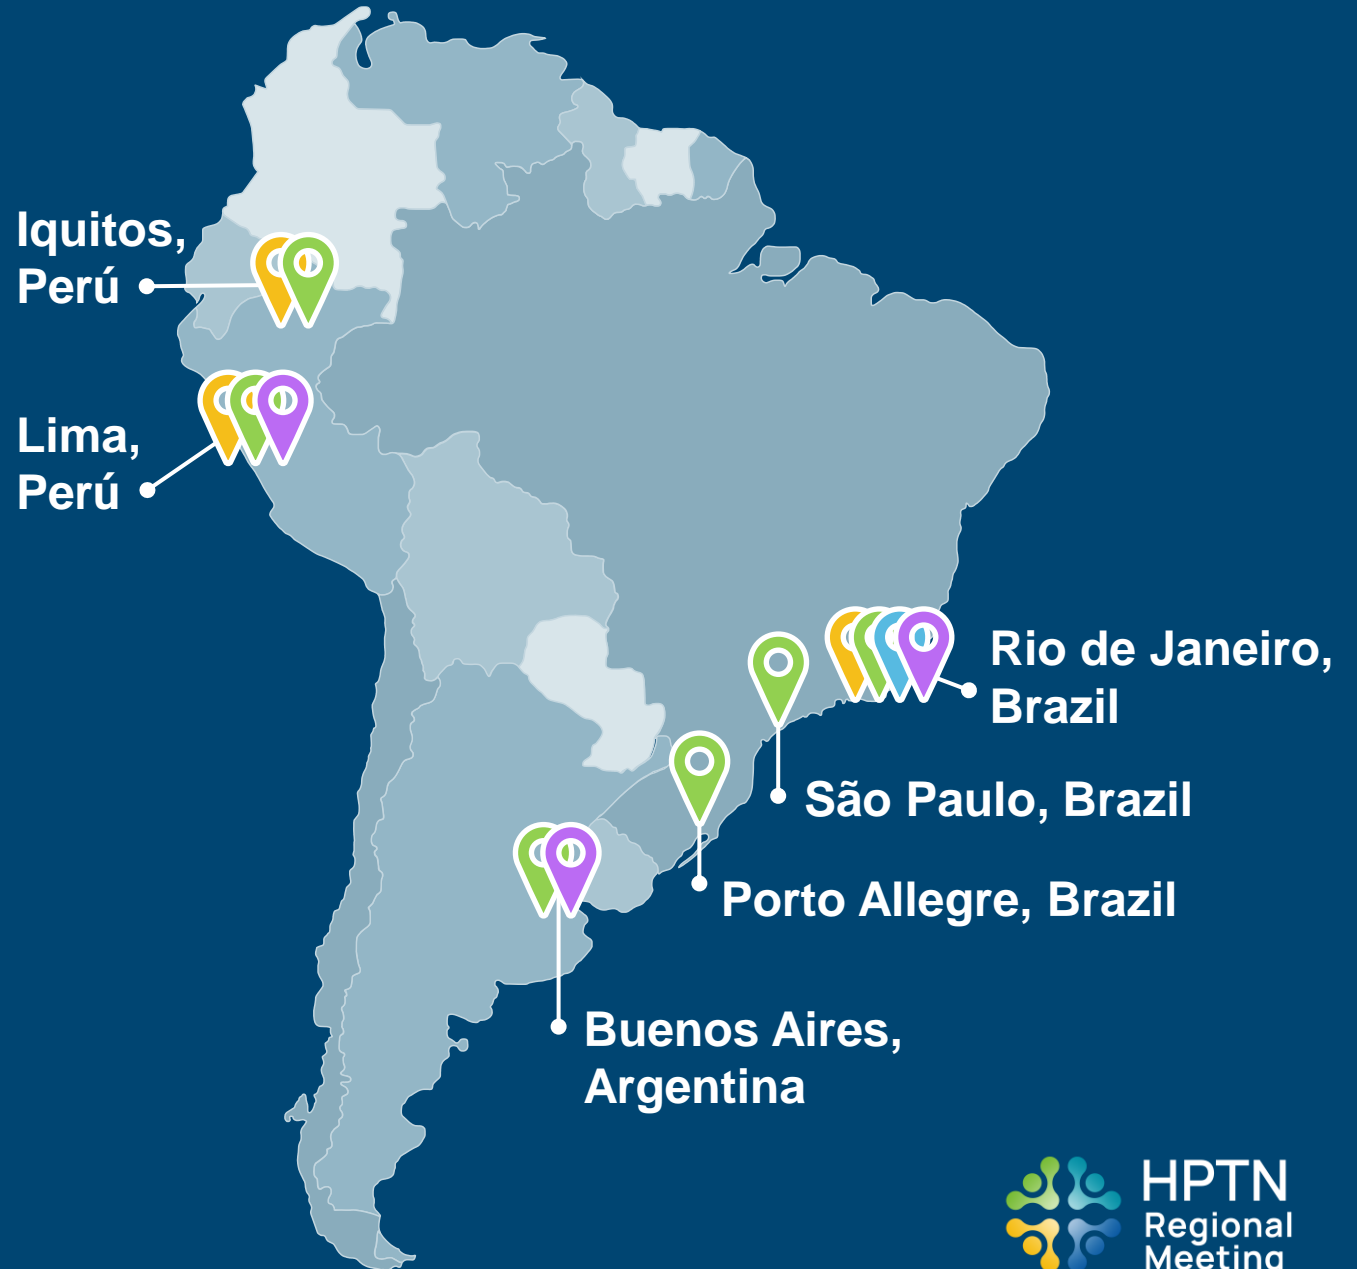 Iquitos,
Perú
Lima,
Perú
Rio de Janeiro,
Brazil
São Paulo, Brazil
Porto Allegre, Brazil
Buenos Aires,
Argentina
HPTN
Regional
Meeting